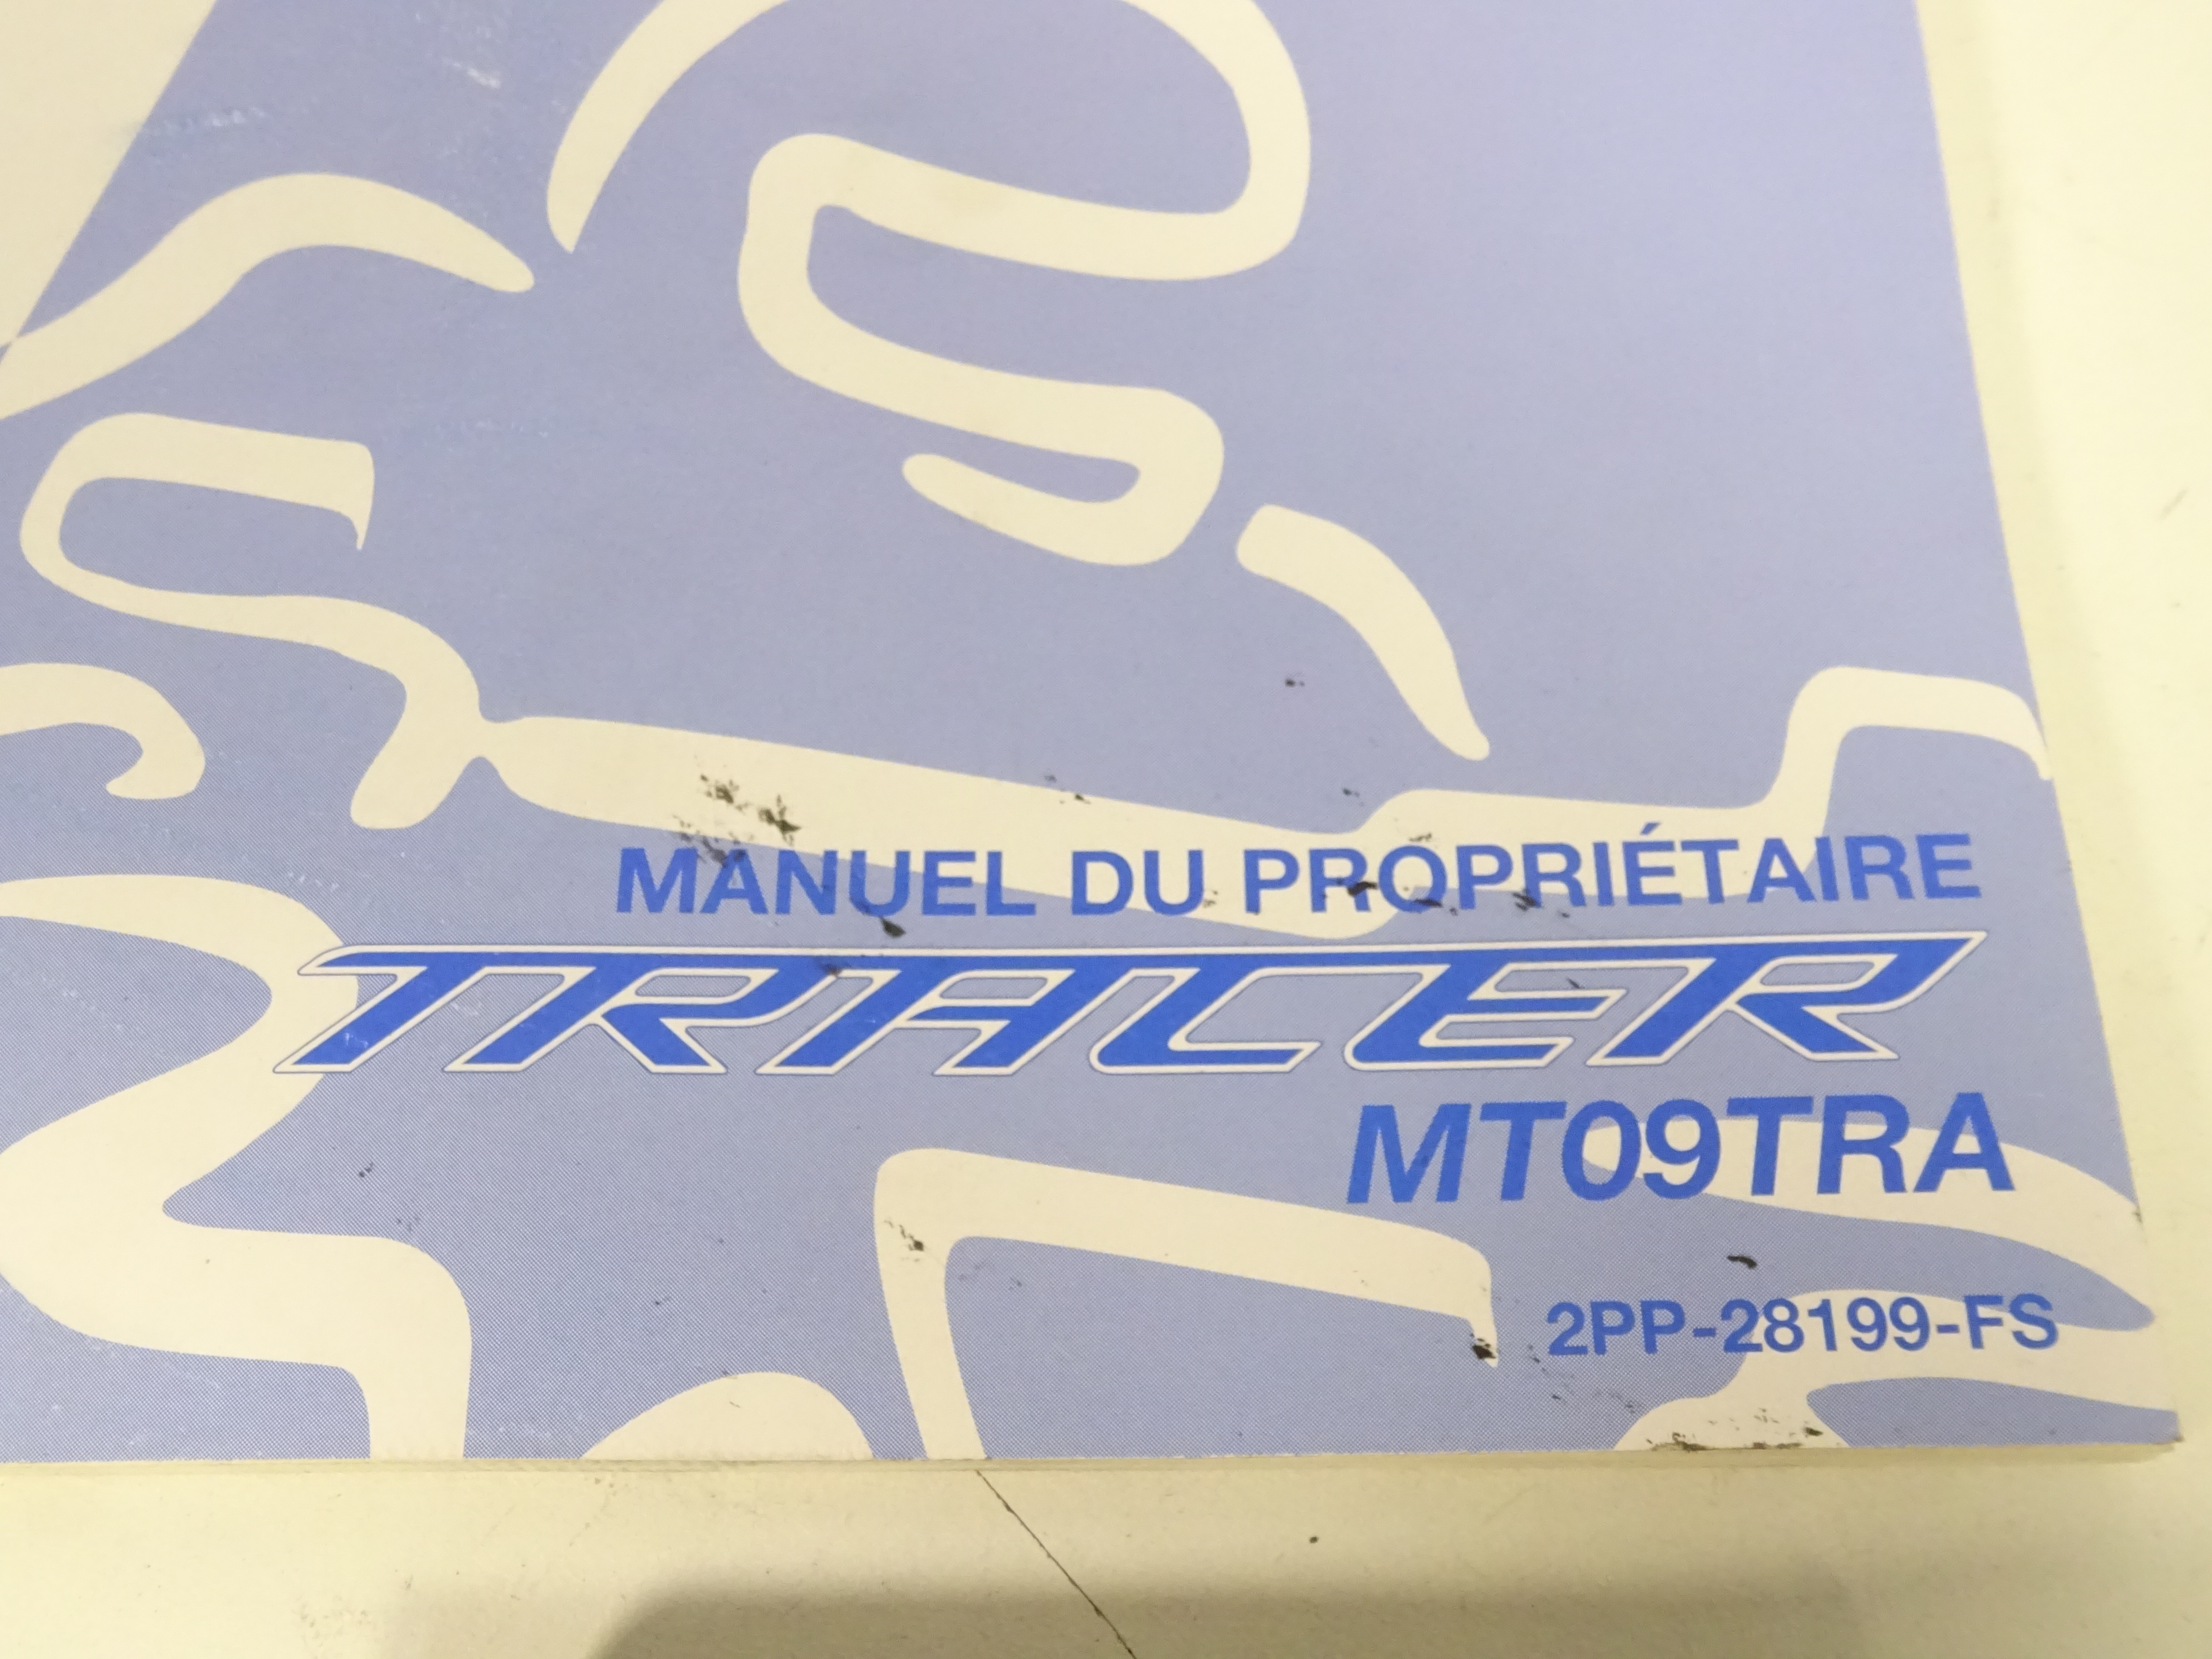 MANUEL DU PROPRIÉTAIRE
TRACER
MT09TRA
2PP-28199-FS